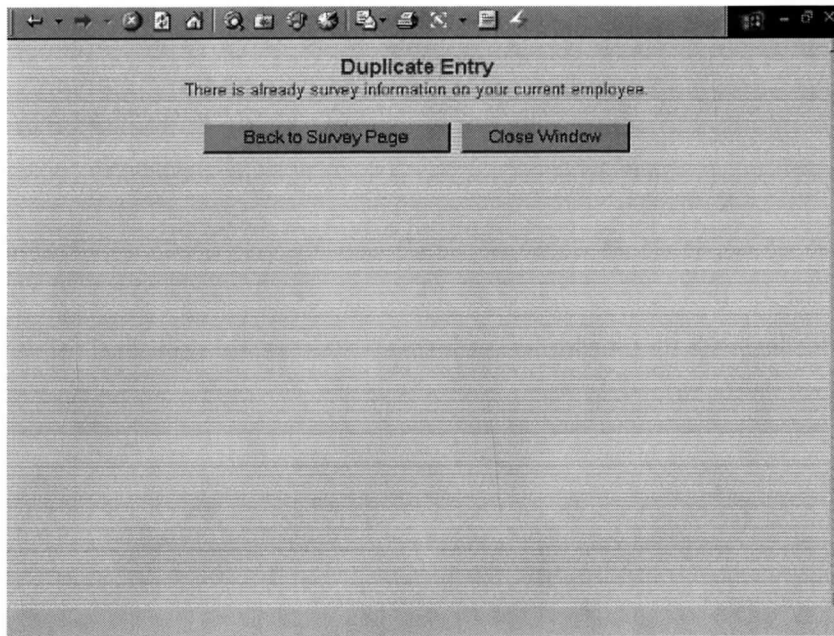 Duplicate Entry
There is already survey information on your current employee.
Back to Survey Page Close Window